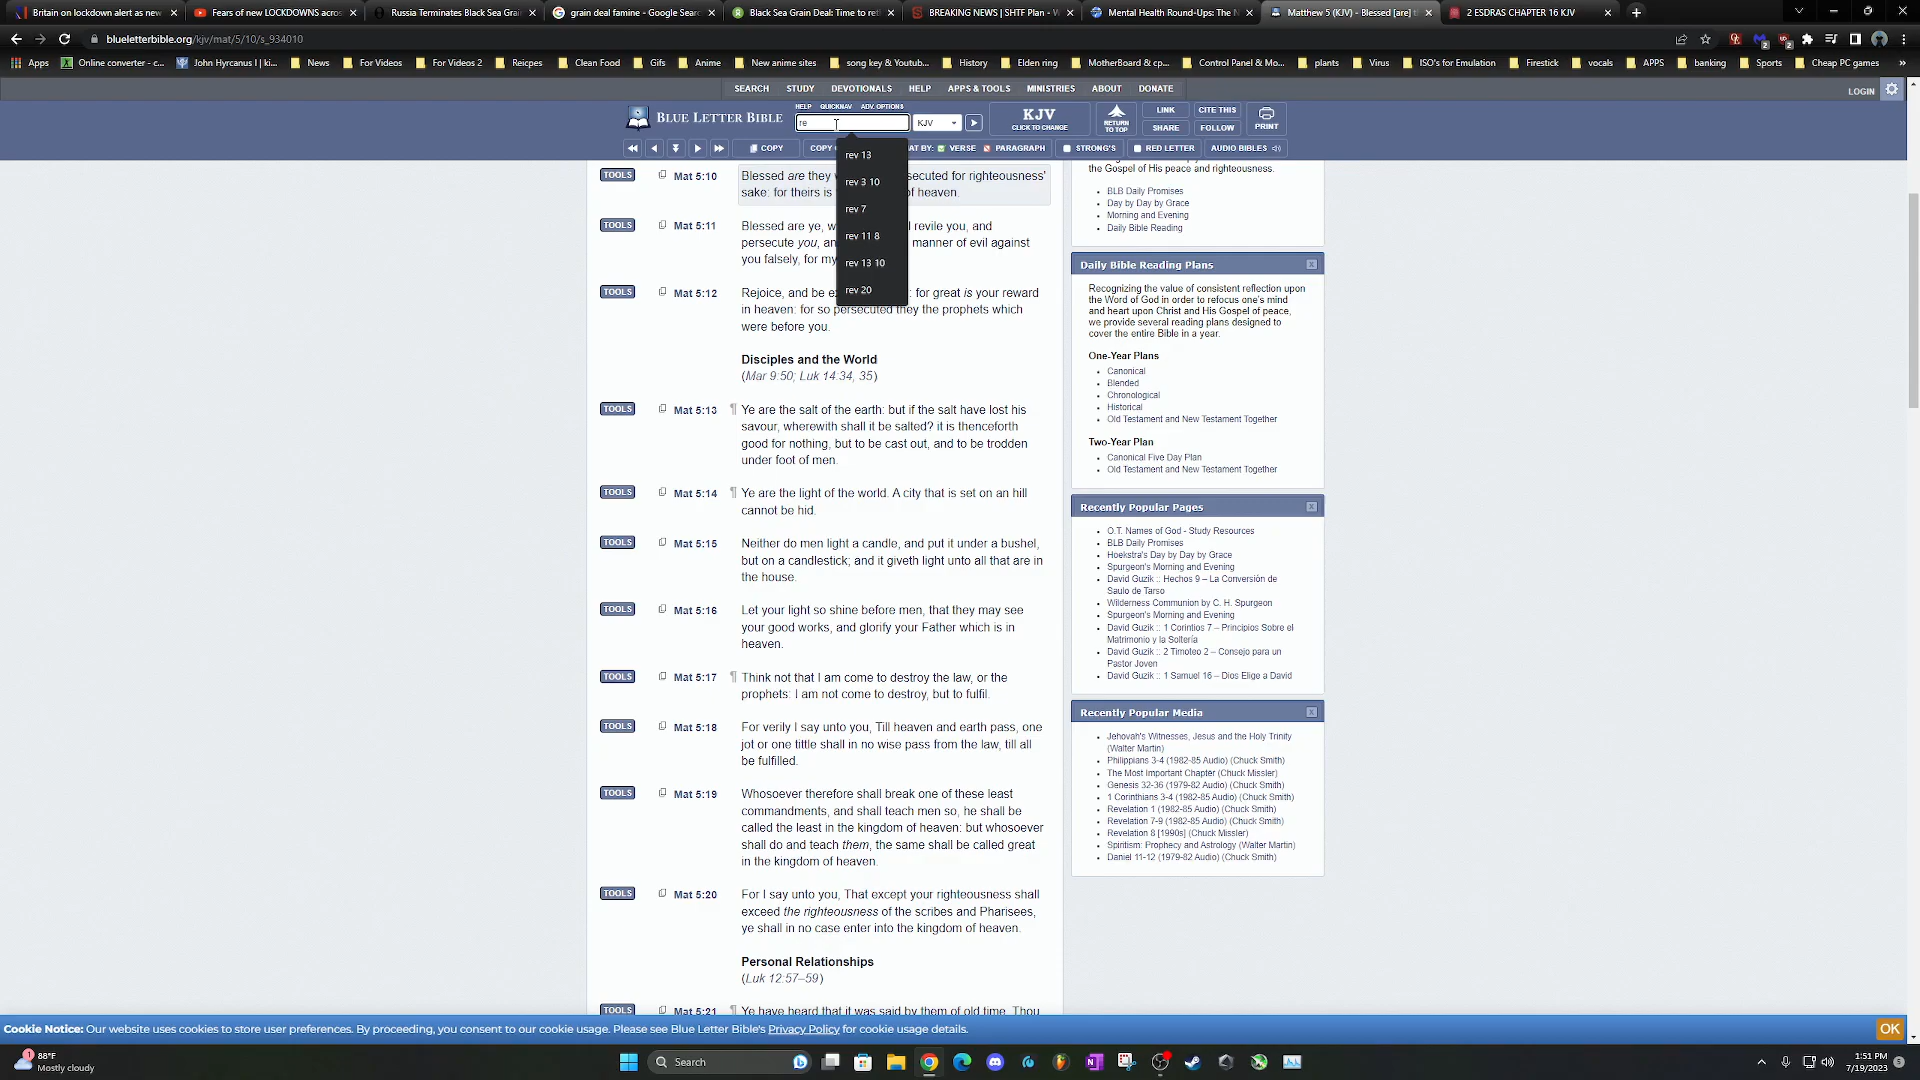 Britain on lockdown alert as new
Fears of new LOCKDOWNS across
Russia Terminates Black Sea Grain
grain deal famine - Google Searc
Black Sea Grain Deal: Time to ret
BREAKING NEWS | SHTF Plan - W
Mental Health Round-Ups: The N
Matthew 5 (KJV) - Blessed [are] t
2 ESDRAS CHAPTER 16 KJV
blueletterbible.org/kjv/mat/5/10/s_934010
Apps
Online converter - c...
John Hyrcanus I | ki...
News
For Videos
For Videos 2
Reicpes
Clean Food
Gifs
Anime
New anime sites
song key & Youtub...
History
Elden ring
MotherBoard & cp...
Control Panel & Mo...
plants
Virus
ISO's for Emulation
Firestick
vocals
APPS
banking
Sports
Cheap PC games
SEARCH STUDY DEVOTIONALS HELP APPS & TOOLS MINISTRIES ABOUT DONATE
LOGIN
HELP QUICKNAV ADV. OPTIONS
BLUE LETTER BIBLE
re
KJV
KJV
CLICK TO CHANGE
RETURN
TO TOP
LINK
CITE THIS
SHARE
FOLLOW
PRINT
COPY
COPY
AT BY: VERSE PARAGRAPH
STRONG'S
RED LETTER
AUDIO BIBLES
rev 13
rev 3 10
rev 7
rev 11 8
rev 13 10
rev 20
TOOLS Mat 5:10 Blessed are they secuted for righteousness'
sake: for theirs is of heaven.
TOOLS Mat 5:11 Blessed are ye, w l revile you, and
persecute you, an manner of evil against
you falsely, for my
TOOLS Mat 5:12 Rejoice, and be ex : for great is your reward
in heaven: for so persecuted they the prophets which
were before you.
Disciples and the World
(Mar 9:50; Luk 14:34, 35)
TOOLS Mat 5:13 ¶ Ye are the salt of the earth: but if the salt have lost his
savour, wherewith shall it be salted? it is thenceforth
good for nothing, but to be cast out, and to be trodden
under foot of men.
TOOLS Mat 5:14 ¶ Ye are the light of the world. A city that is set on an hill
cannot be hid.
TOOLS Mat 5:15 Neither do men light a candle, and put it under a bushel,
but on a candlestick; and it giveth light unto all that are in
the house.
TOOLS Mat 5:16 Let your light so shine before men, that they may see
your good works, and glorify your Father which is in
heaven.
TOOLS Mat 5:17 ¶ Think not that I am come to destroy the law, or the
prophets: I am not come to destroy, but to fulfil.
TOOLS Mat 5:18 For verily I say unto you, Till heaven and earth pass, one
jot or one tittle shall in no wise pass from the law, till all
be fulfilled.
TOOLS Mat 5:19 Whosoever therefore shall break one of these least
commandments, and shall teach men so, he shall be
called the least in the kingdom of heaven: but whosoever
shall do and teach them, the same shall be called great
in the kingdom of heaven.
TOOLS Mat 5:20 For I say unto you, That except your righteousness shall
exceed the righteousness of the scribes and Pharisees,
ye shall in no case enter into the kingdom of heaven.
Personal Relationships
(Luk 12:57–59)
TOOLS Mat 5:21 ¶ Ye have heard that it was said by them of old time, Thou
the Gospel of His peace and righteousness.
BLB Daily Promises
Day by Day by Grace
Morning and Evening
Daily Bible Reading
Daily Bible Reading Plans
Recognizing the value of consistent reflection upon
the Word of God in order to refocus one's mind
and heart upon Christ and His Gospel of peace,
we provide several reading plans designed to
cover the entire Bible in a year.
One-Year Plans
Canonical
Blended
Chronological
Historical
Old Testament and New Testament Together
Two-Year Plan
Canonical Five Day Plan
Old Testament and New Testament Together
Recently Popular Pages
O.T. Names of God - Study Resources
BLB Daily Promises
Hoekstra's Day by Day by Grace
Spurgeon's Morning and Evening
David Guzik :: Hechos 9 – La Conversión de
Saulo de Tarso
Wilderness Communion by C. H. Spurgeon
Spurgeon's Morning and Evening
David Guzik :: 1 Corintios 7 – Principios Sobre el
Matrimonio y la Soltería
David Guzik :: 2 Timoteo 2 – Consejo para un
Pastor Joven
David Guzik :: 1 Samuel 16 – Dios Elige a David
Recently Popular Media
Jehovah's Witnesses, Jesus and the Holy Trinity
(Walter Martin)
Philippians 3-4 (1982-85 Audio) (Chuck Smith)
The Most Important Chapter (Chuck Missler)
Genesis 32-36 (1979-82 Audio) (Chuck Smith)
1 Corinthians 3-4 (1982-85 Audio) (Chuck Smith)
Revelation 1 (1982-85 Audio) (Chuck Smith)
Revelation 7-9 (1982-85 Audio) (Chuck Smith)
Revelation 8 [1990s] (Chuck Missler)
Spiritism: Prophecy and Astrology (Walter Martin)
Daniel 11-12 (1979-82 Audio) (Chuck Smith)
Cookie Notice: Our website uses cookies to store user preferences. By proceeding, you consent to our cookie usage. Please see Blue Letter Bible's Privacy Policy for cookie usage details.
OK
88°F
Mostly cloudy
Search
1:51 PM
7/19/2023